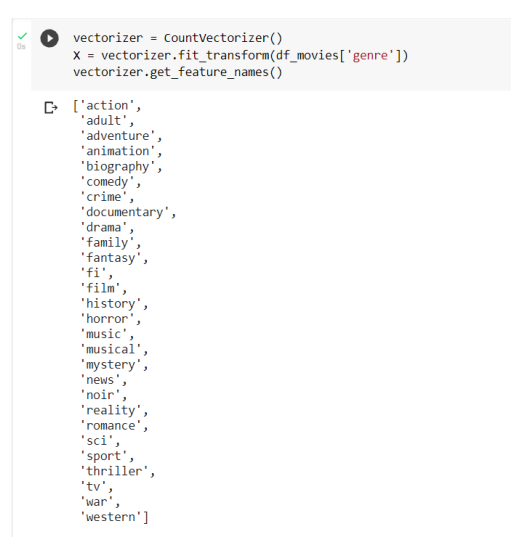 0s
vectorizer = CountVectorizer()
X = vectorizer.fit_transform(df_movies['genre'])
vectorizer.get_feature_names()
['action',
'adult',
'adventure',
'animation',
'biography',
'comedy',
'crime',
'documentary',
'drama',
'family',
'fantasy',
'fi',
'film',
'history',
'horror',
'music',
'musical',
'mystery',
'news',
'noir',
'reality',
'romance',
'sci',
'sport',
'thriller',
'tv',
'war',
'western']